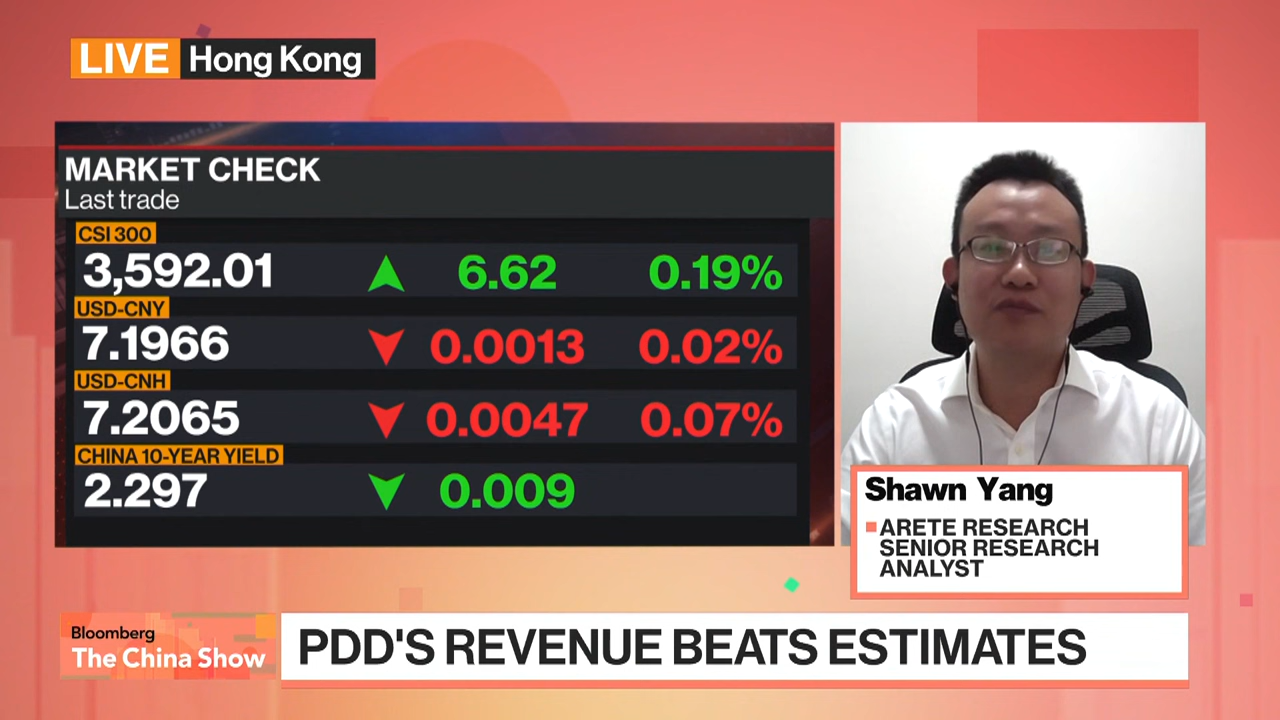 LIVE Hong Kong
MARKET CHECK
Last trade
CSI 300
3,592.01 6.62 0.19%
USD-CNY
7.1966 0.0013 0.02%
USD-CNH
7.2065 0.0047 0.07%
CHINA 10-YEAR YIELD
2.297 0.009
Shawn Yang
ARETE RESEARCH
SENIOR RESEARCH
ANALYST
Bloomberg
The China Show
PDD'S REVENUE BEATS ESTIMATES